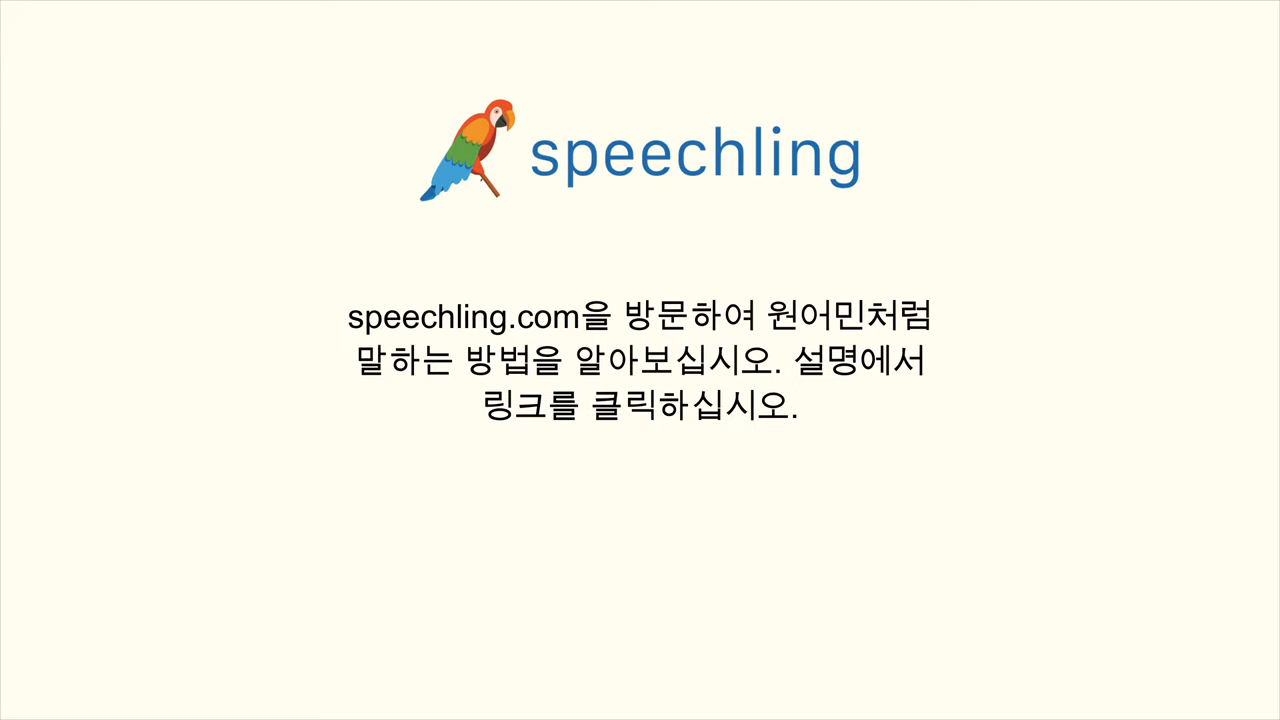 speechling
speechling.com을 방문하여 원어민처럼
말하는 방법을 알아보십시오. 설명에서
링크를 클릭하십시오.